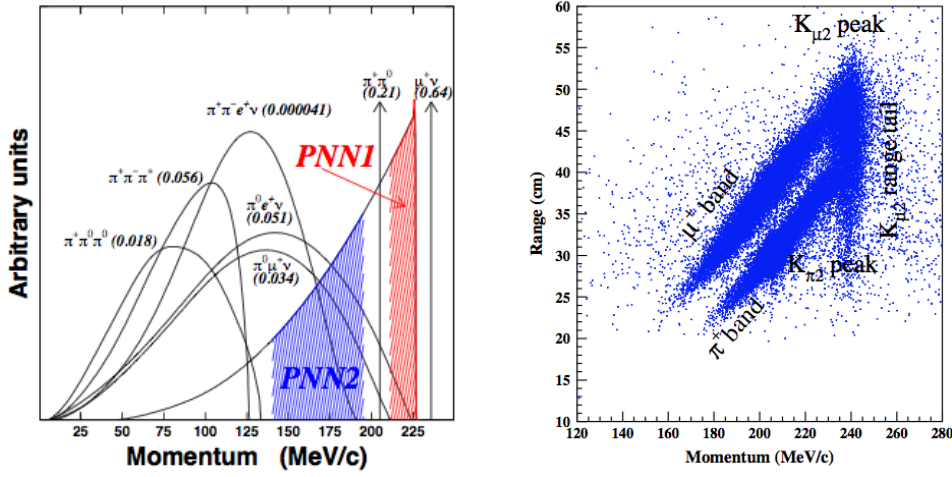 π⁺π⁰ μ⁺ν
(0.21) (0.64)
π⁺π⁻e⁺ν (0.000041)
PNN1
π⁺π⁻π⁺ (0.056)
π⁰e⁺ν
(0.051)
π⁺π⁰π⁰ (0.018)
π⁰μ⁺ν
(0.034)
PNN2
Arbitrary units
25 50 75 100 125 150 175 200 225
Momentum (MeV/c)
60
55
50
45
40
35
30
25
20
15
10
Range (cm)
K_μ2 peak
μ⁺ band
K_μ2 range tail
K_π2 peak
π⁺ band
120 140 160 180 200 220 240 260 280
Momentum (MeV/c)